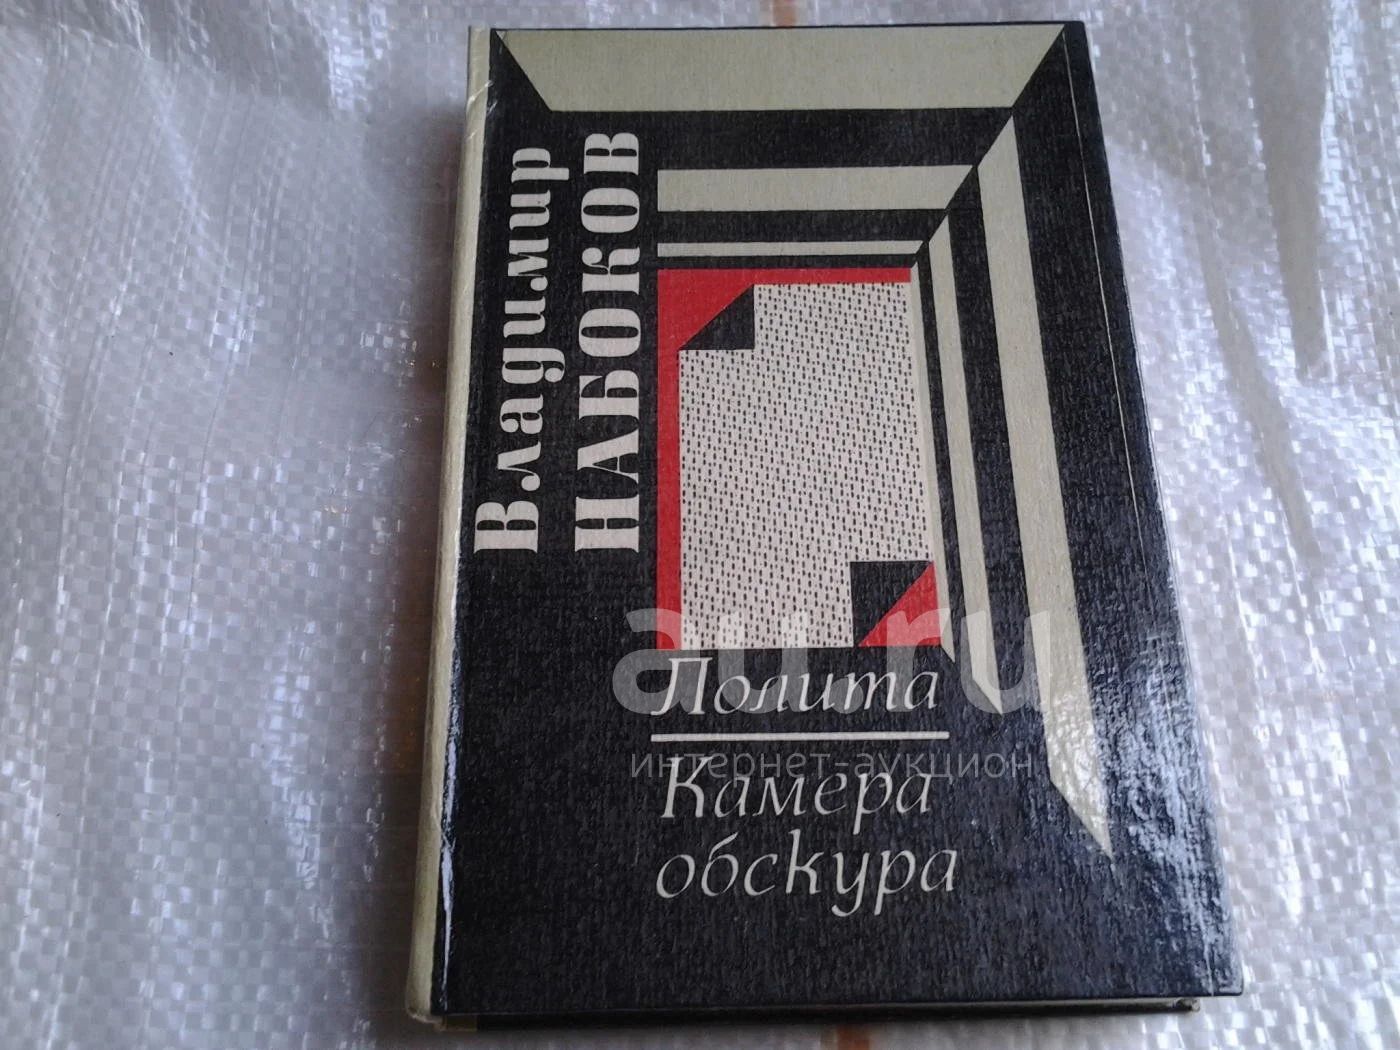 Владимир
НАБОКОВ
Лолита
Камера
обскура
au.ru
интернет-аукцион